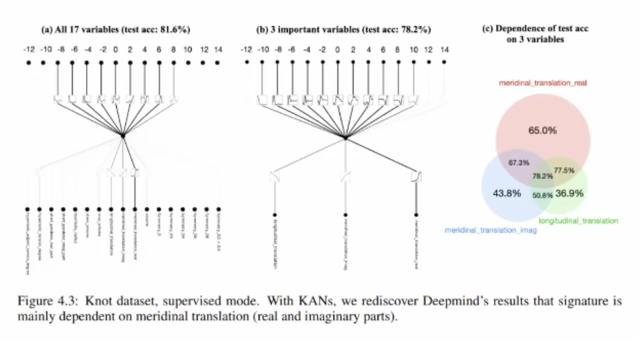 (a) All 17 variables (test acc: 81.6%)
-12 -10 -8 -6 -4 -2 0 2 4 6 8 10 12 14
(b) 3 important variables (test acc: 78.2%)
-12 -10 -8 -6 -4 -2 0 2 4 6 8 10 12 14
longitudinal_translation
meridinal_translation_imag
meridinal_translation_real
(c) Dependence of test acc
on 3 variables
meridinal_translation_real
65.0%
67.3%
77.5%
78.2%
43.8%
50.8%
36.9%
longitudinal_translation
meridinal_translation_imag
Figure 4.3: Knot dataset, supervised mode. With KANs, we rediscover Deepmind's results that signature is
mainly dependent on meridinal translation (real and imaginary parts).